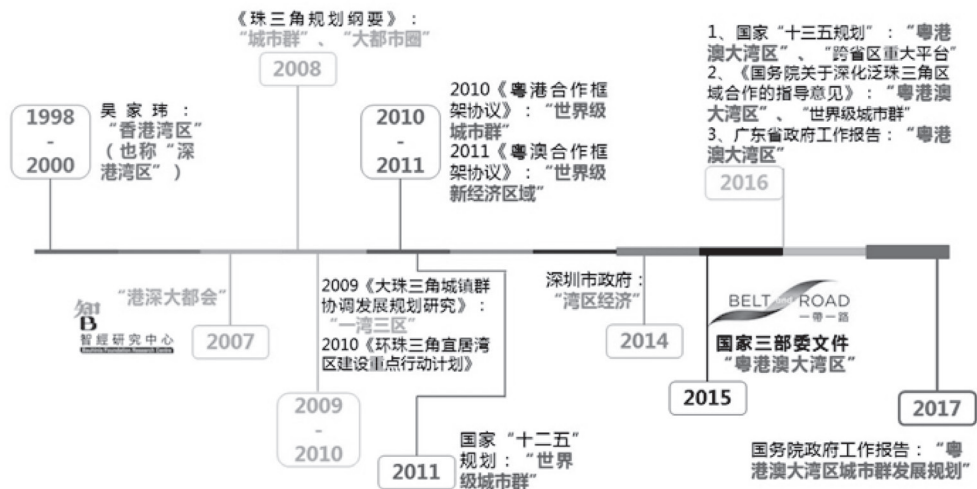 《珠三角规划纲要》：
“城市群”、“大都市圈”
2008
1998
-
2000
吴家玮：
“香港湾区”
（也称“深
港湾区”）
2010
-
2011
2010《粤港合作框
架协议》：“世界级
城市群”
2011《粤澳合作框
架协议》：“世界级
新经济区域”
1、国家“十三五规划”：“粤港
澳大湾区”、“跨省区重大平台”
2、《国务院关于深化泛珠三角区
域合作的指导意见》：“粤港澳
大湾区”、“世界级城市群”
3、广东省政府工作报告：“粤港
澳大湾区”
2016
智經研究中心
Bauhinia Foundation Research Centre
“港深大都会”
2007
2009《大珠三角城镇群
协调发展规划研究》：
“一湾三区”
2010《环珠三角宜居湾
区建设重点行动计划》
2009
-
2010
2011
国家“十二五”
规划：“世界
级城市群”
深圳市政府：
“湾区经济”
2014
BELT and ROAD
一帶一路
国家三部委文件
“粤港澳大湾区”
2015
2017
国务院政府工作报告：“粤
港澳大湾区城市群发展规划”